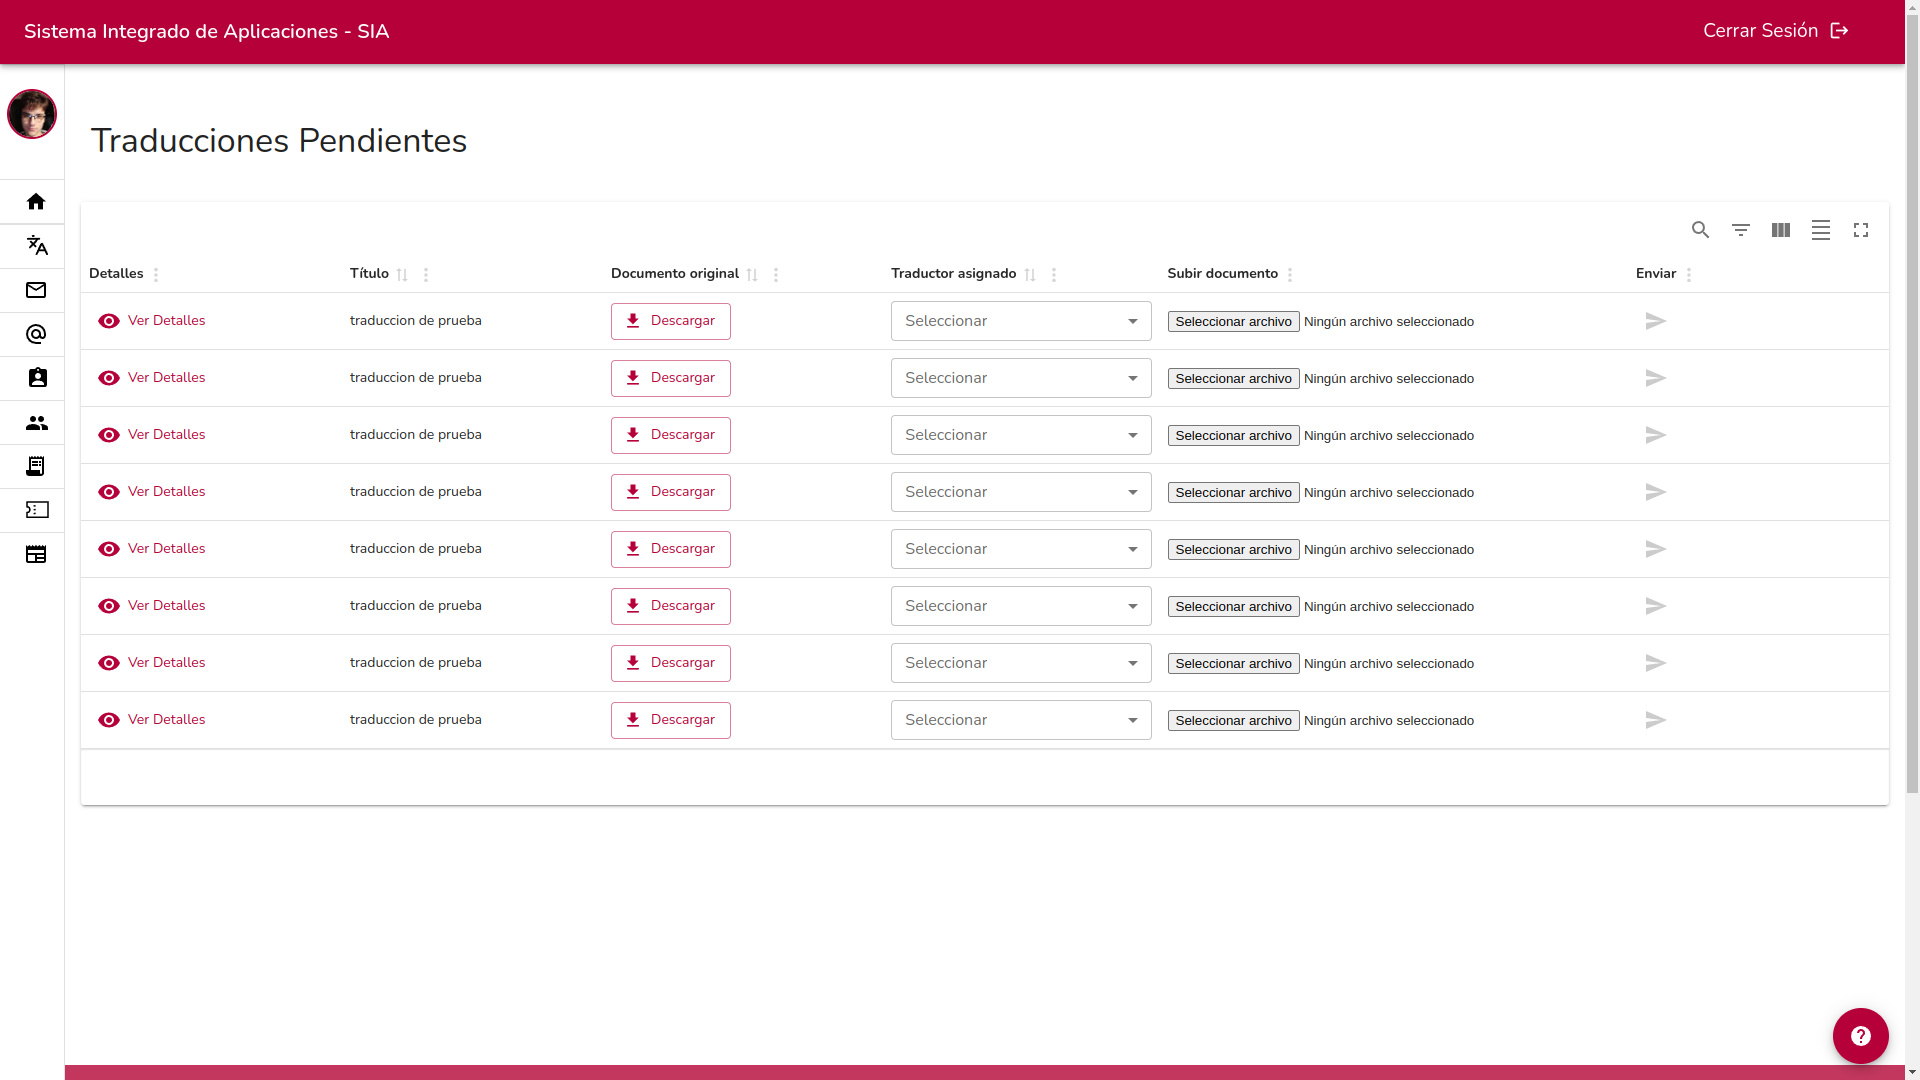 Sistema Integrado de Aplicaciones - SIA
Cerrar Sesión
Traducciones Pendientes
Detalles Título Documento original Traductor asignado Subir documento Enviar
Ver Detalles traduccion de prueba Descargar Seleccionar Seleccionar archivo Ningún archivo seleccionado
Ver Detalles traduccion de prueba Descargar Seleccionar Seleccionar archivo Ningún archivo seleccionado
Ver Detalles traduccion de prueba Descargar Seleccionar Seleccionar archivo Ningún archivo seleccionado
Ver Detalles traduccion de prueba Descargar Seleccionar Seleccionar archivo Ningún archivo seleccionado
Ver Detalles traduccion de prueba Descargar Seleccionar Seleccionar archivo Ningún archivo seleccionado
Ver Detalles traduccion de prueba Descargar Seleccionar Seleccionar archivo Ningún archivo seleccionado
Ver Detalles traduccion de prueba Descargar Seleccionar Seleccionar archivo Ningún archivo seleccionado
Ver Detalles traduccion de prueba Descargar Seleccionar Seleccionar archivo Ningún archivo seleccionado